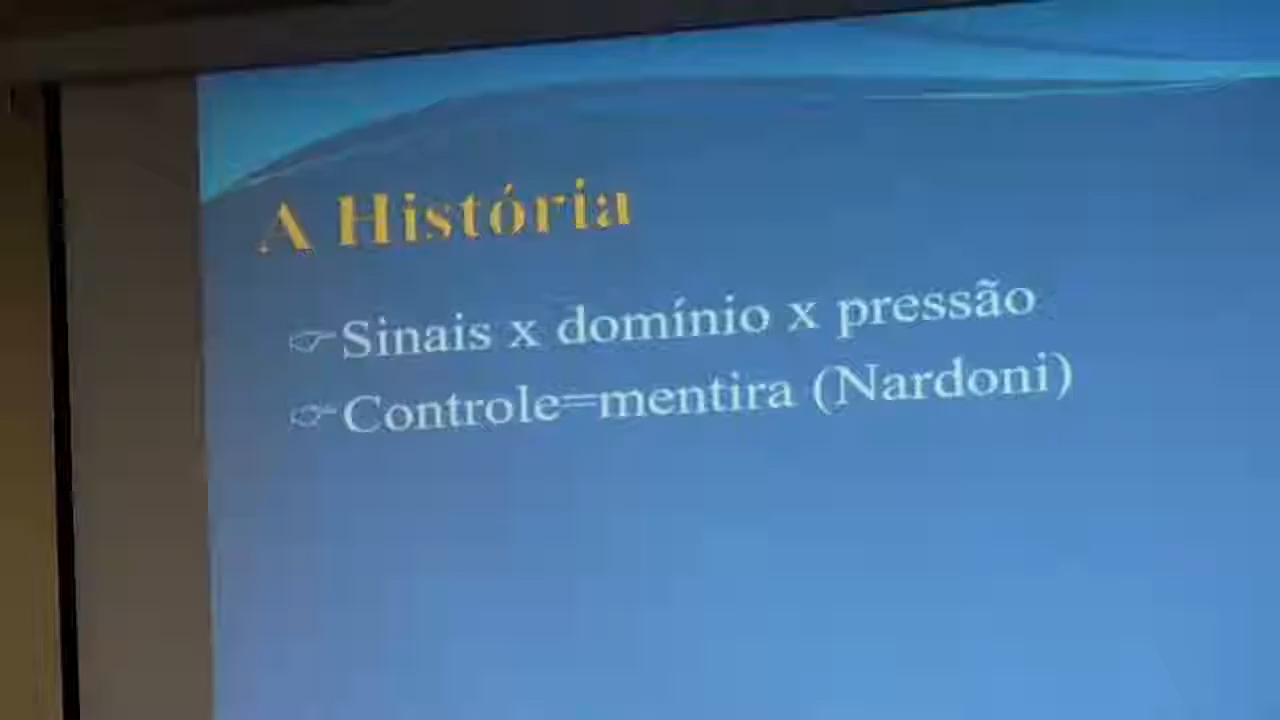 A História
☞Sinais x domínio x pressão
☞Controle=mentira (Nardoni)